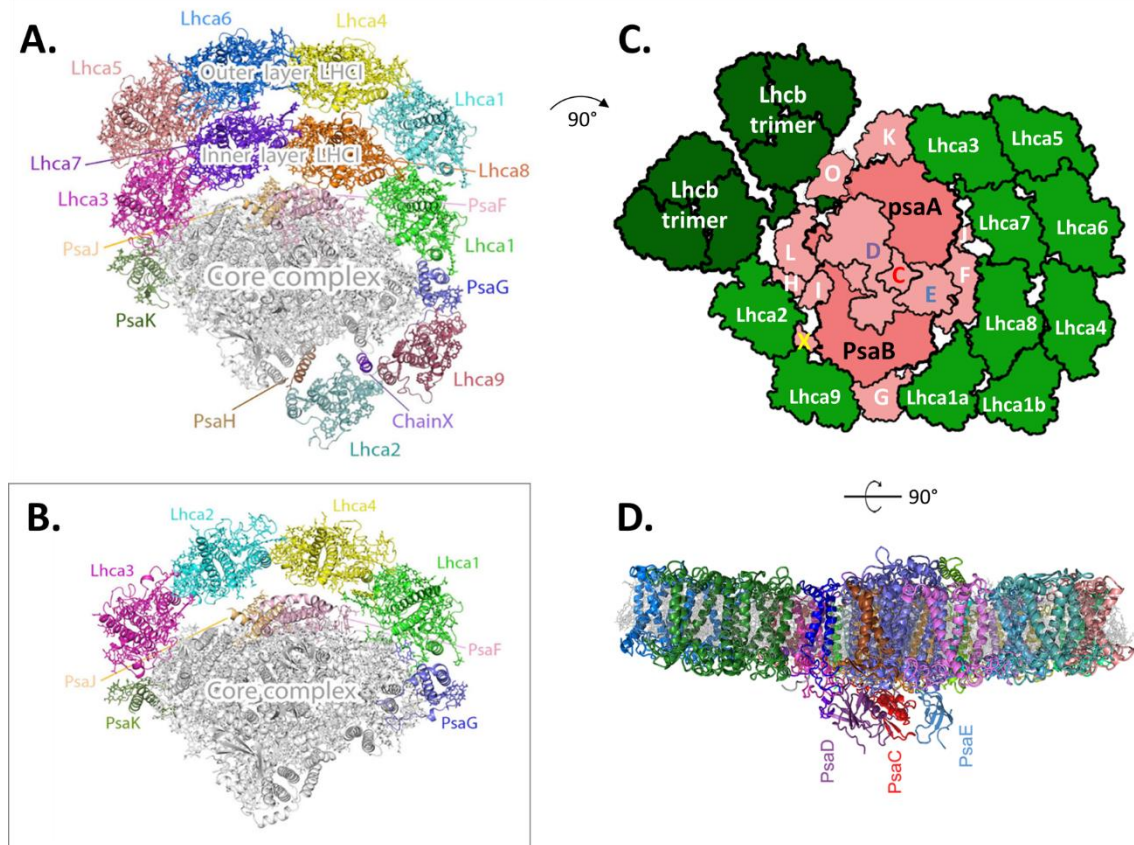 A.
Lhca6
Lhca4
Outer layer LHCI
Lhca5
Lhca1
Lhca7
Inner layer LHCI
Lhca8
Lhca3
PsaF
PsaJ
Lhca1
Core complex
PsaG
PsaK
Lhca9
PsaH
ChainX
Lhca2
B.
Lhca2
Lhca4
Lhca3
Lhca1
PsaJ
PsaF
Core complex
PsaK
PsaG
90°
C.
Lhcb
trimer
K
Lhca3
Lhca5
O
Lhcb
trimer
psaA
Lhca7
Lhca6
J
L
D
C
F
H
I
E
Lhca2
Lhca8
Lhca4
X
PsaB
Lhca9
G
Lhca1a
Lhca1b
90°
D.
PsaD
PsaC
PsaE